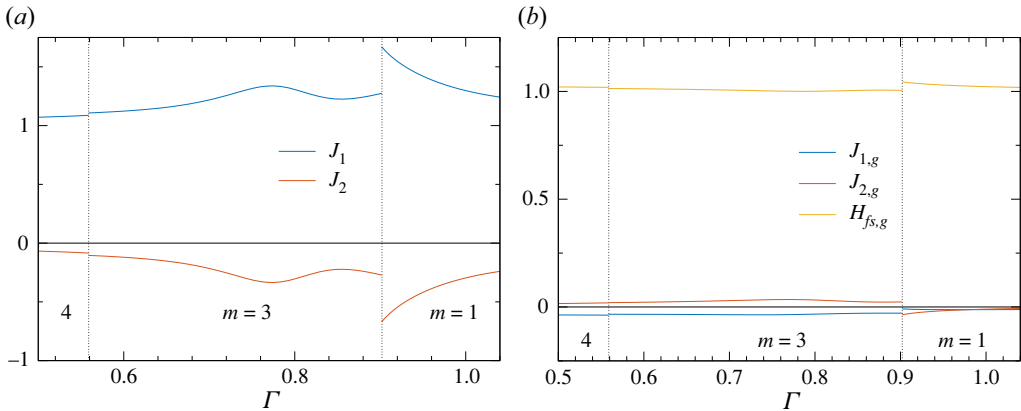 (a)
1
0
−1
J1
J2
4
m = 3
m = 1
0.6
0.8
1.0
Γ
(b)
1.0
0.5
0
J1,g
J2,g
Hfs,g
4
m = 3
m = 1
0.5
0.6
0.7
0.8
0.9
1.0
Γ